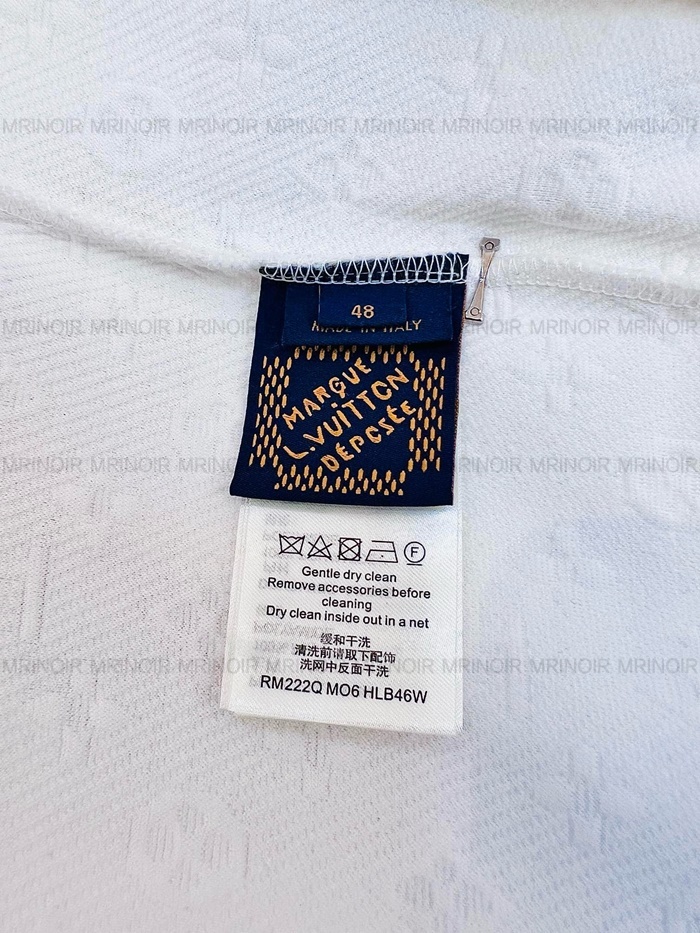 MRINOIR MRINOIR MRINOIR MRINOIR MRINOIR MRINOIR MRINOIR MRINOIR
48
MADE IN ITALY
MRINOIR MRINOIR MRINOIR MRINOIR MRINOIR MRINOIR
MARQUE
L.VUITTON
DÉPOSÉE
MRINOIR MRINOIR MRINOIR MRINOIR MRINOIR MRINOIR
F
Gentle dry clean
Remove accessories before
cleaning
Dry clean inside out in a net
缓和干洗
清洗前请取下配饰
洗网中反面干洗
MRINOIR MRINOIR MRINOIR MRINOIR MRINOIR
RM222Q MO6 HLB46W